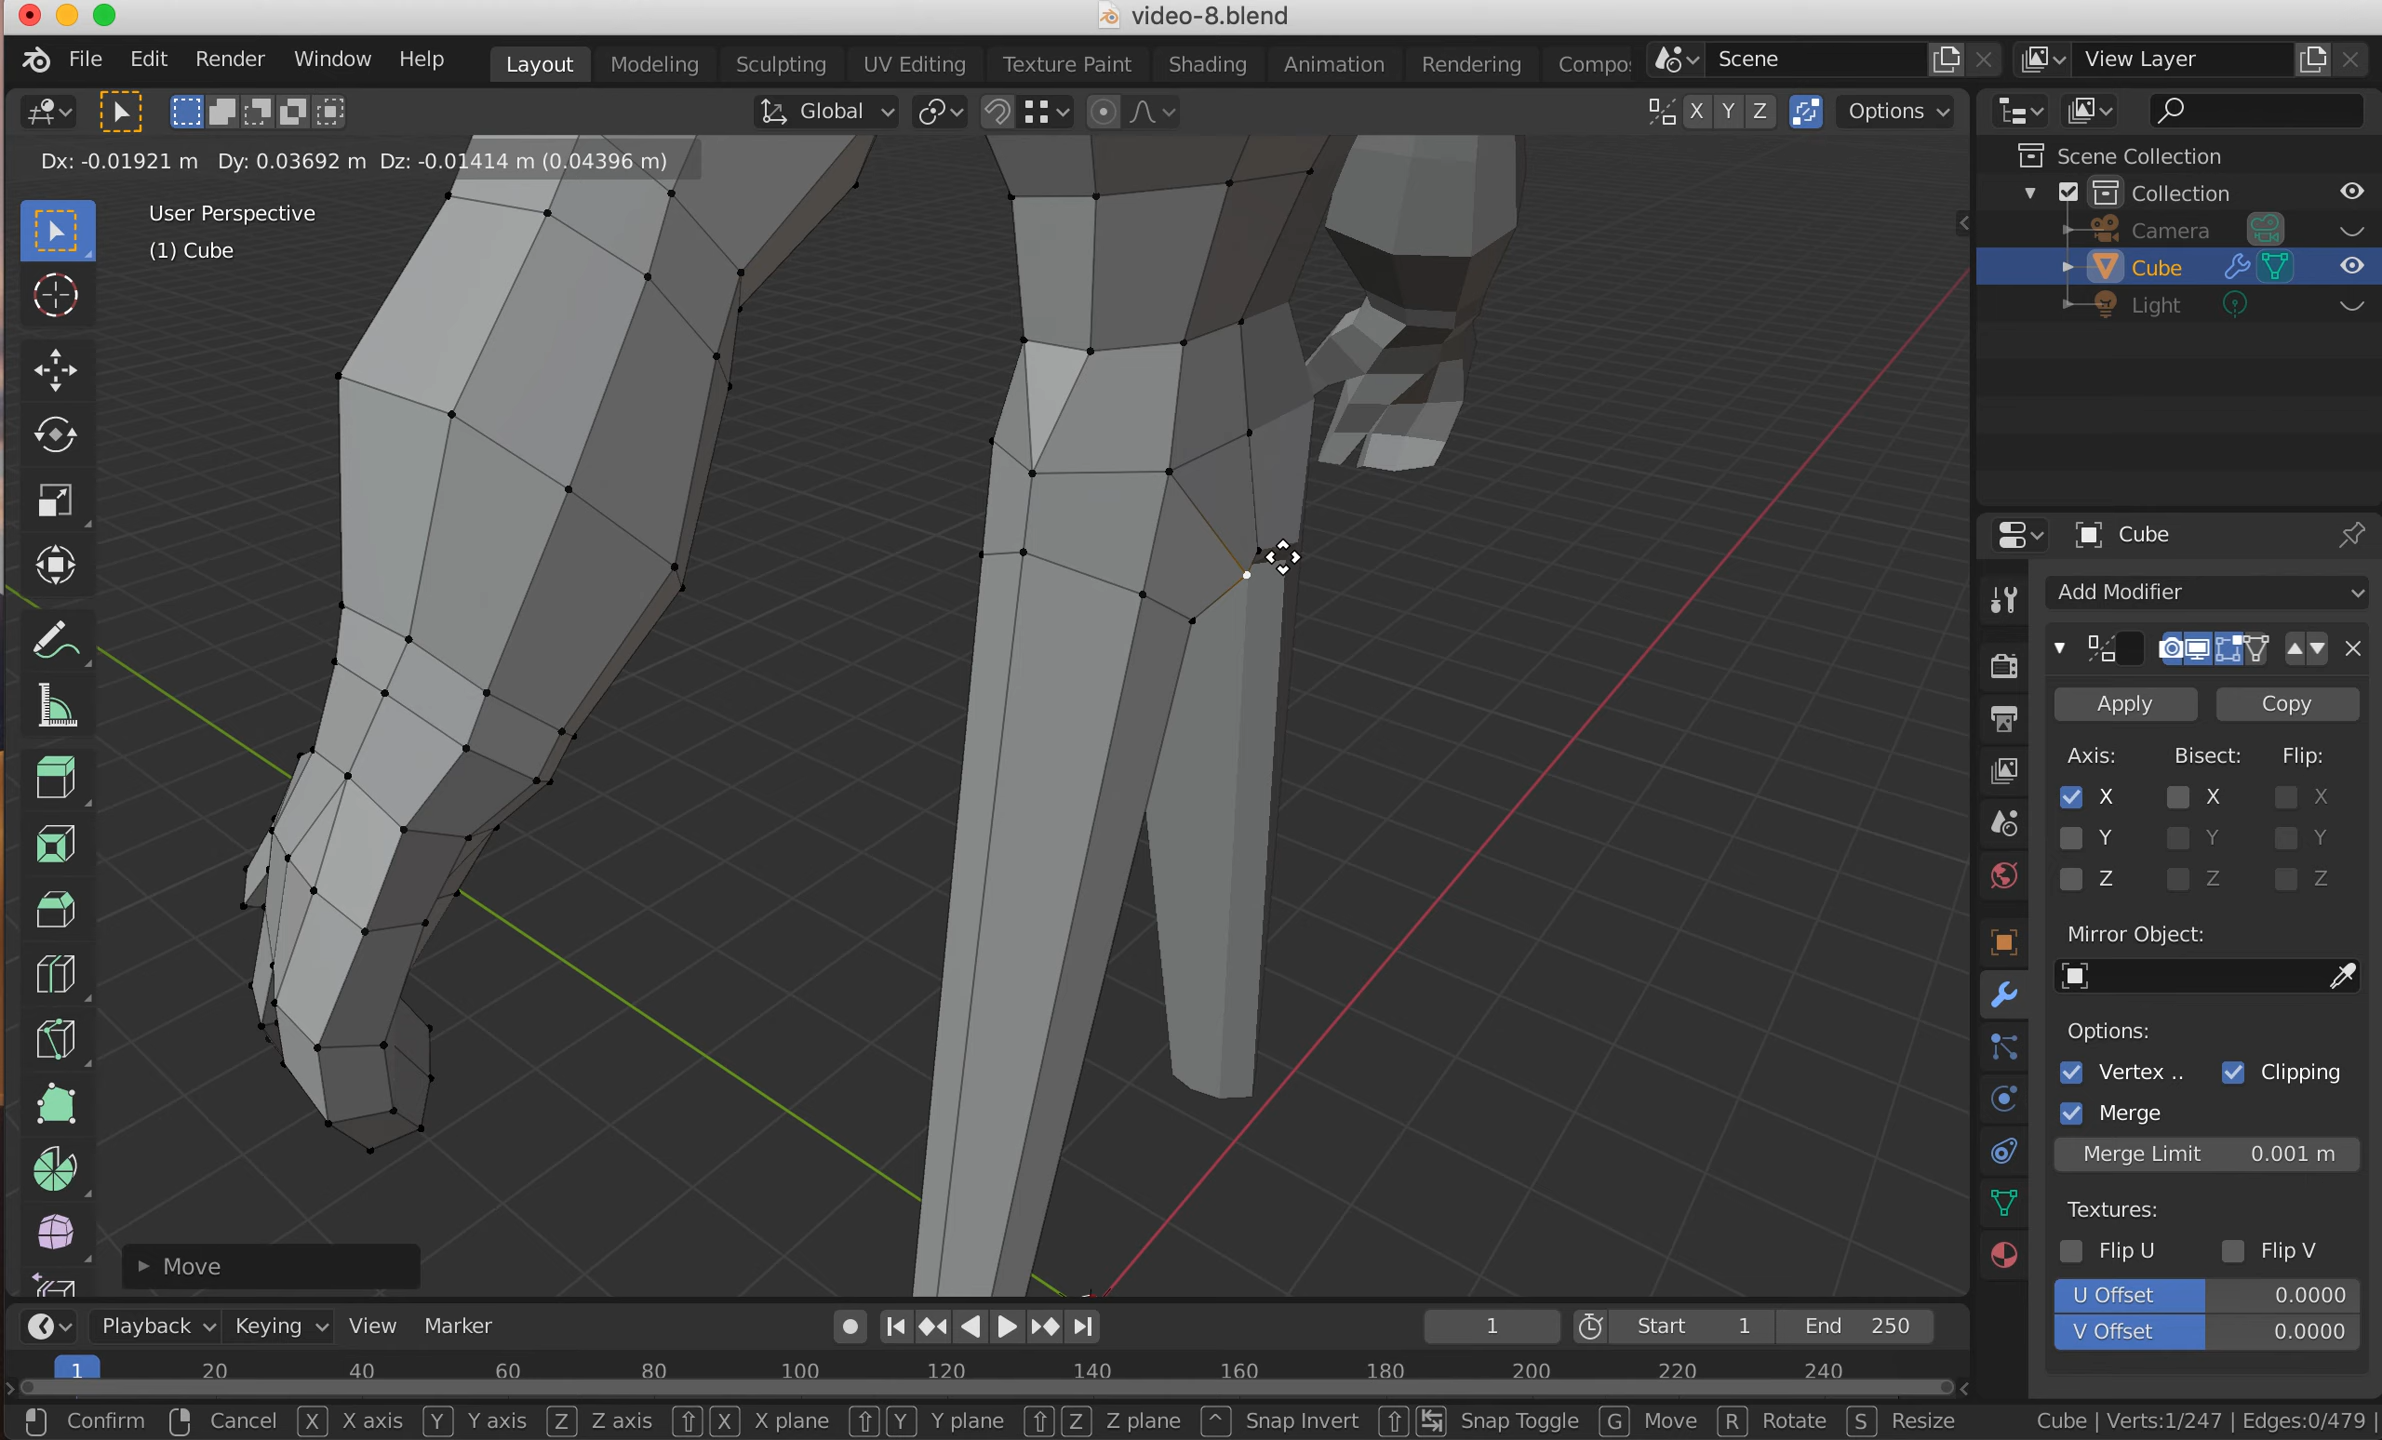 video-8.blend
File Edit Render Window Help Layout Modeling Sculpting UV Editing Texture Paint Shading Animation Rendering Compo Scene View Layer
Global X Y Z Options
Dx: -0.01921 m Dy: 0.03692 m Dz: -0.01414 m (0.04396 m)
User Perspective
(1) Cube
Scene Collection
Collection
Camera
Cube
Light
Cube
Add Modifier
Apply Copy
Axis: Bisect: Flip:
X X X
Y Y Y
Z Z Z
Mirror Object:
Options:
Vertex .. Clipping
Merge
Merge Limit 0.001 m
Textures:
Flip U Flip V
U Offset 0.0000
V Offset 0.0000
Move
Playback Keying View Marker 1 Start 1 End 250
1 20 40 60 80 100 120 140 160 180 200 220 240
Confirm Cancel X X axis Y Y axis Z Z axis X X plane Y Y plane Z Z plane ^ Snap Invert Snap Toggle G Move R Rotate S Resize Cube | Verts:1/247 | Edges:0/479 |